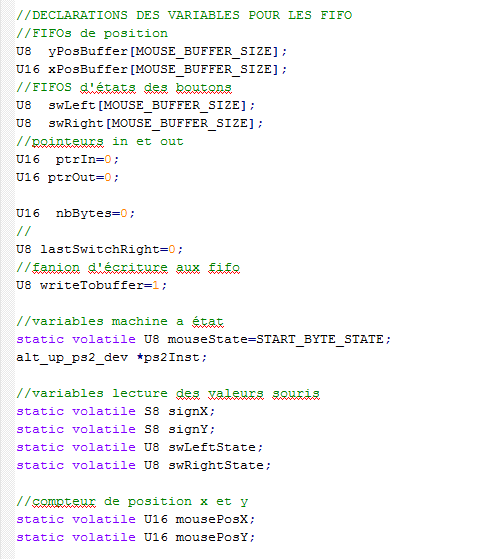 //DECLARATIONS DES VARIABLES POUR LES FIFO
//FIFOs de position
U8  yPosBuffer[MOUSE_BUFFER_SIZE];
U16 xPosBuffer[MOUSE_BUFFER_SIZE];
//FIFOS d'états des boutons
U8  swLeft[MOUSE_BUFFER_SIZE];
U8  swRight[MOUSE_BUFFER_SIZE];
//pointeurs in et out
U16  ptrIn=0;
U16 ptrOut=0;
U16  nbBytes=0;
//
U8 lastSwitchRight=0;
//fanion d'écriture aux fifo
U8 writeTobuffer=1;
//variables machine a état
static volatile U8 mouseState=START_BYTE_STATE;
alt_up_ps2_dev *ps2Inst;
//variables lecture des valeurs souris
static volatile S8 signX;
static volatile S8 signY;
static volatile U8 swLeftState;
static volatile U8 swRightState;
//compteur de position x et y
static volatile U16 mousePosX;
static volatile U16 mousePosY;